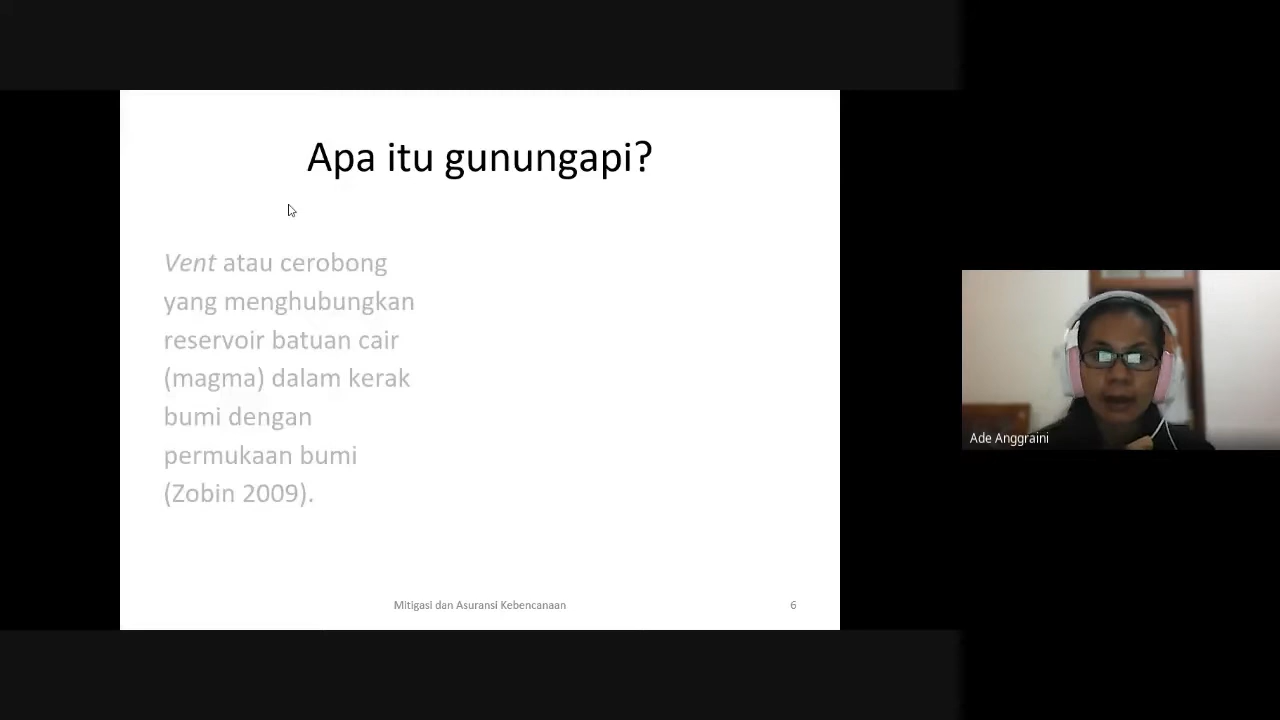 Apa itu gunungapi?
Vent atau cerobong
yang menghubungkan
reservoir batuan cair
(magma) dalam kerak
bumi dengan
permukaan bumi
(Zobin 2009).
Mitigasi dan Asuransi Kebencanaan
6
Ade Anggraini